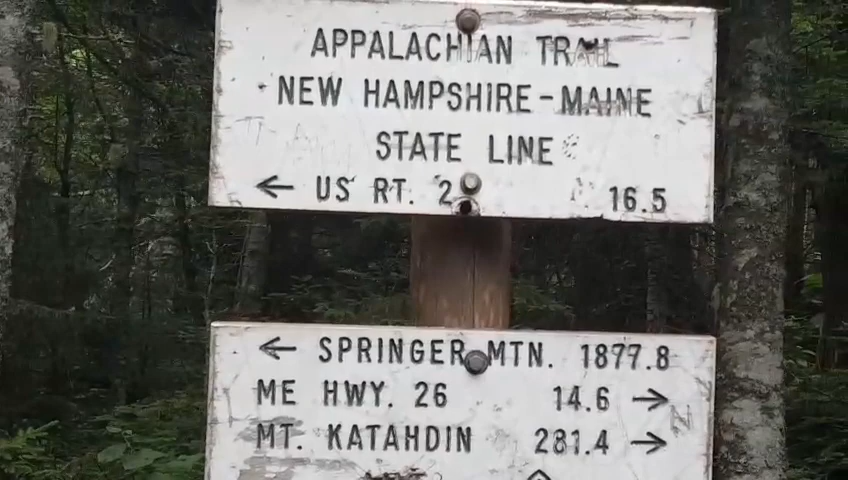 APPALACHIAN TRAIL
NEW HAMPSHIRE-MAINE
STATE LINE
← US RT. 2 16.5
← SPRINGER MTN. 1877.8
ME HWY. 26 14.6 →
MT. KATAHDIN 281.4 →